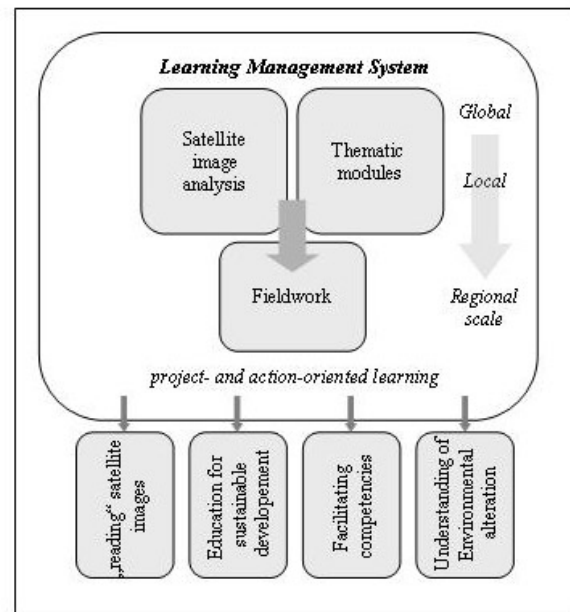 Learning Management System
Satellite
image
analysis
Thematic
modules
Global
Local
Fieldwork
Regional
scale
project- and action-oriented learning
„reading“ satellite
images
Education for
sustainable
developement
Facilitating
competencies
Understanding of
Environmental
alteration